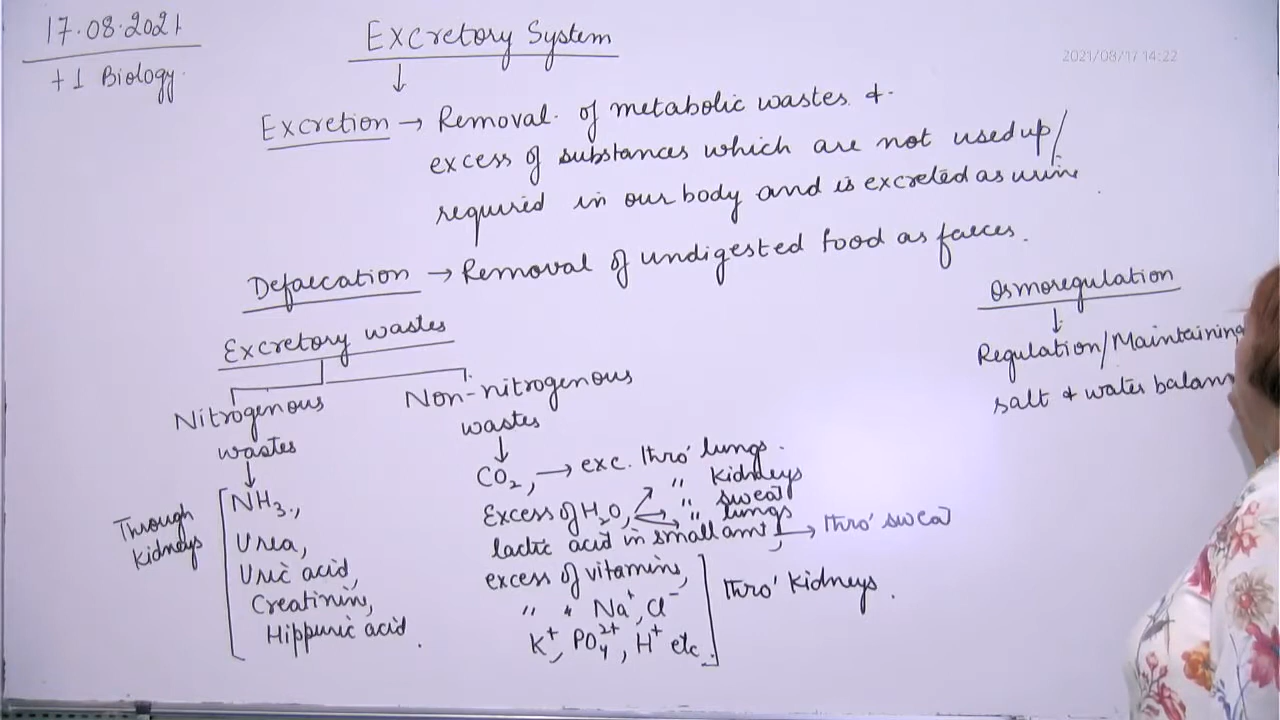 17.08.2021
+1 Biology.
2021/08/17 14:22
Excretory System
Excretion → Removal of metabolic wastes +
excess of substances which are not used up/
required in our body and is excreted as urine.
Defaecation → Removal of undigested food as faeces.
Osmoregulation
Regulation/Maintaining
salt + water balan
Excretory wastes
Nitrogenous
wastes
Through
kidneys
NH3.,
Urea,
Uric acid,
Creatinin,
Hippuric acid.
Non-nitrogenous
wastes
CO2, → exc. thro' lungs.
Excess of H2O, → " kidneys
" sweat
" lungs
lactic acid in small amt, → thro' sweat
excess of vitamins,
" " Na+, Cl-
K+, PO4 2+, H+ etc.
thro' kidneys.